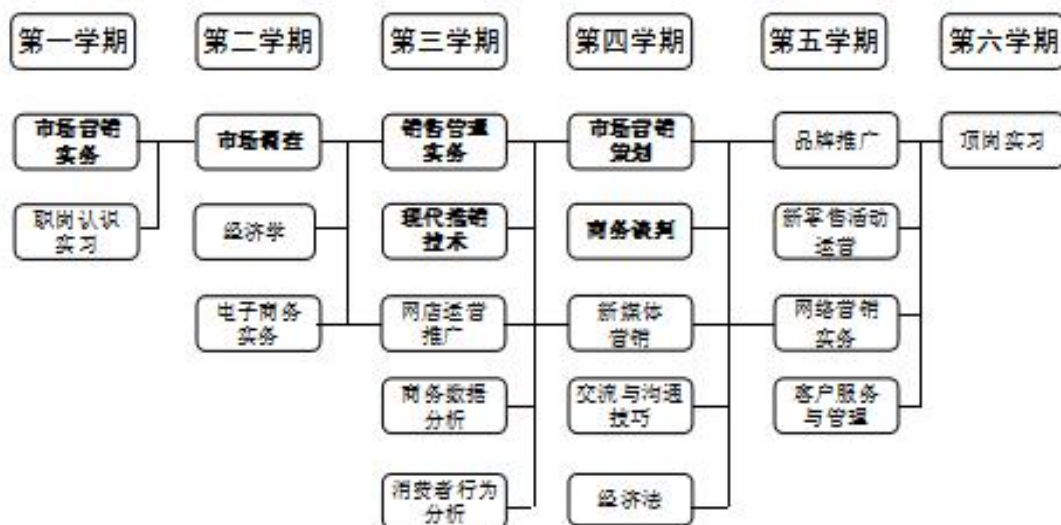 第一学期
第二学期
第三学期
第四学期
第五学期
第六学期
市场营销
实务
市场调查
销售管理
实务
市场营销
策划
品牌推广
顶岗实习
职岗认识
实习
经济学
现代推销
技术
商务谈判
新零售活动
运营
电子商务
实务
网店运营
推广
新媒体
营销
网络营销
实务
商务数据
分析
交流与沟通
技巧
客户服务
与管理
消费者行为
分析
经济法